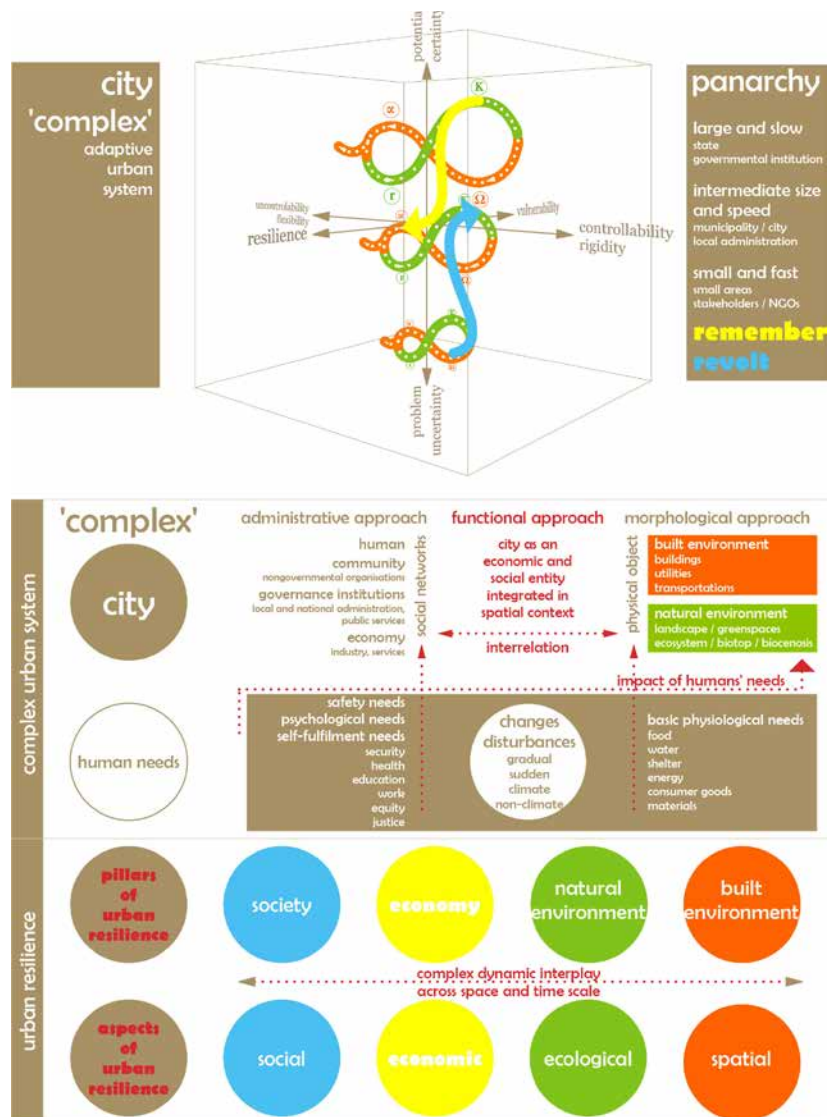 city
'complex'
adaptive
urban
system
potential
certainty
α
K
r
uncontrolability
flexibility
resilience
Ω
vulnerability
controllability
rigidity
problem
uncertainty
panarchy
large and slow
state
governmental institution
intermediate size
and speed
municipality / city
local administration
small and fast
small areas
stakeholders / NGOs
remember
revolt
complex urban system
'complex'
city
human needs
administrative approach
human
community
nongovernmental organisations
governance institutions
local and national administration,
public services
economy
industry, services
social networks
functional approach
city as an
economic and
social entity
integrated in
spatial context
interrelation
morphological approach
physical object
built environment
buildings
utilities
transportations
natural environment
landscape / greenspaces
ecosystem / biotop / biocenosis
impact of humans' needs
safety needs
psychological needs
self-fulfilment needs
security
health
education
work
equity
justice
changes
disturbances
gradual
sudden
climate
non-climate
basic physiological needs
food
water
shelter
energy
consumer goods
materials
urban resilience
pillars
of
urban
resilience
society
economy
natural
environment
built
environment
complex dynamic interplay
across space and time scale
aspects
of
urban
resilience
social
economic
ecological
spatial